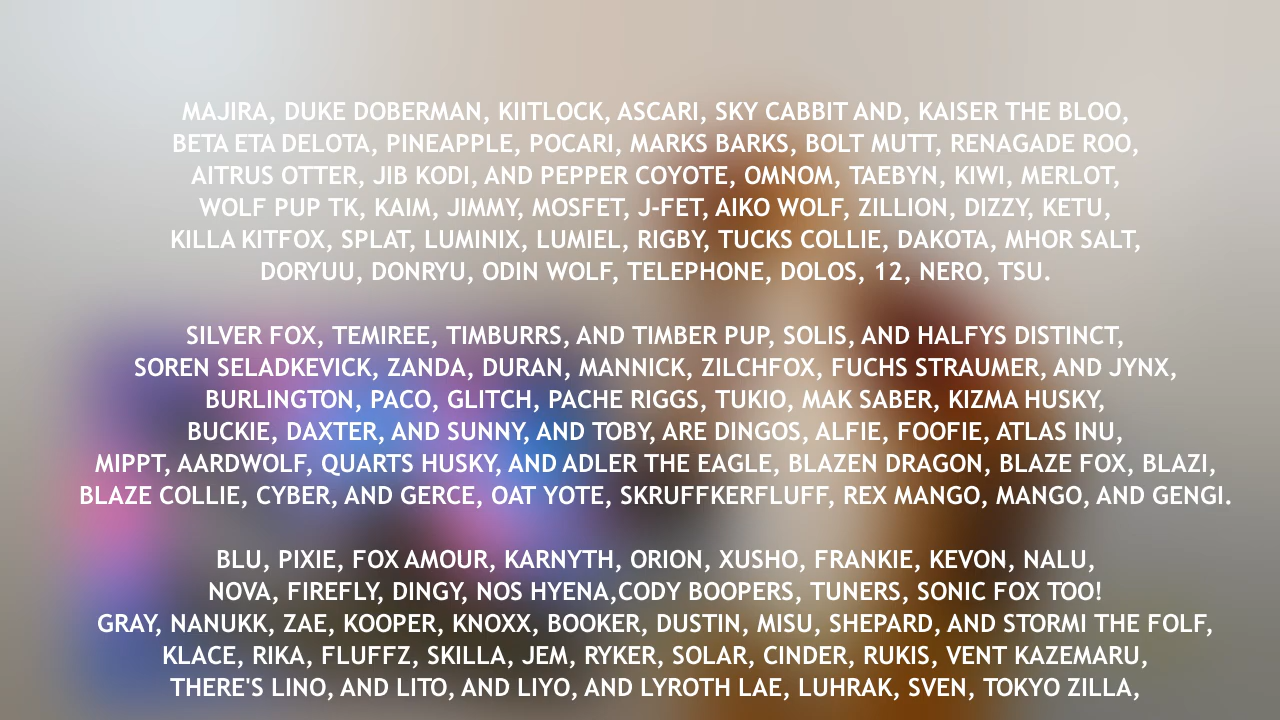 MAJIRA, DUKE DOBERMAN, KIITLOCK, ASCARI, SKY CABBIT AND, KAISER THE BLOO,
BETA ETA DELOTA, PINEAPPLE, POCARI, MARKS BARKS, BOLT MUTT, RENAGADE ROO,
AITRUS OTTER, JIB KODI, AND PEPPER COYOTE, OMNOM, TAEBYN, KIWI, MERLOT,
WOLF PUP TK, KAIM, JIMMY, MOSFET, J-FET, AIKO WOLF, ZILLION, DIZZY, KETU,
KILLA KITFOX, SPLAT, LUMINIX, LUMIEL, RIGBY, TUCKS COLLIE, DAKOTA, MHOR SALT,
DORYUU, DONRYU, ODIN WOLF, TELEPHONE, DOLOS, 12, NERO, TSU.
SILVER FOX, TEMIREE, TIMBURRS, AND TIMBER PUP, SOLIS, AND HALFYS DISTINCT,
SOREN SELADKEVICK, ZANDA, DURAN, MANNICK, ZILCHFOX, FUCHS STRAUMER, AND JYNX,
BURLINGTON, PACO, GLITCH, PACHE RIGGS, TUKIO, MAK SABER, KIZMA HUSKY,
BUCKIE, DAXTER, AND SUNNY, AND TOBY, ARE DINGOS, ALFIE, FOOFIE, ATLAS INU,
MIPPT, AARDWOLF, QUARTS HUSKY, AND ADLER THE EAGLE, BLAZEN DRAGON, BLAZE FOX, BLAZI,
BLAZE COLLIE, CYBER, AND GERCE, OAT YOTE, SKRUFFKERFLUFF, REX MANGO, MANGO, AND GENGI.
BLU, PIXIE, FOX AMOUR, KARNYTH, ORION, XUSHO, FRANKIE, KEVON, NALU,
NOVA, FIREFLY, DINGY, NOS HYENA,CODY BOOPERS, TUNERS, SONIC FOX TOO!
GRAY, NANUKK, ZAE, KOOPER, KNOXX, BOOKER, DUSTIN, MISU, SHEPARD, AND STORMI THE FOLF,
KLACE, RIKA, FLUFFZ, SKILLA, JEM, RYKER, SOLAR, CINDER, RUKIS, VENT KAZEMARU,
THERE'S LINO, AND LITO, AND LIYO, AND LYROTH LAE, LUHRAK, SVEN, TOKYO ZILLA,